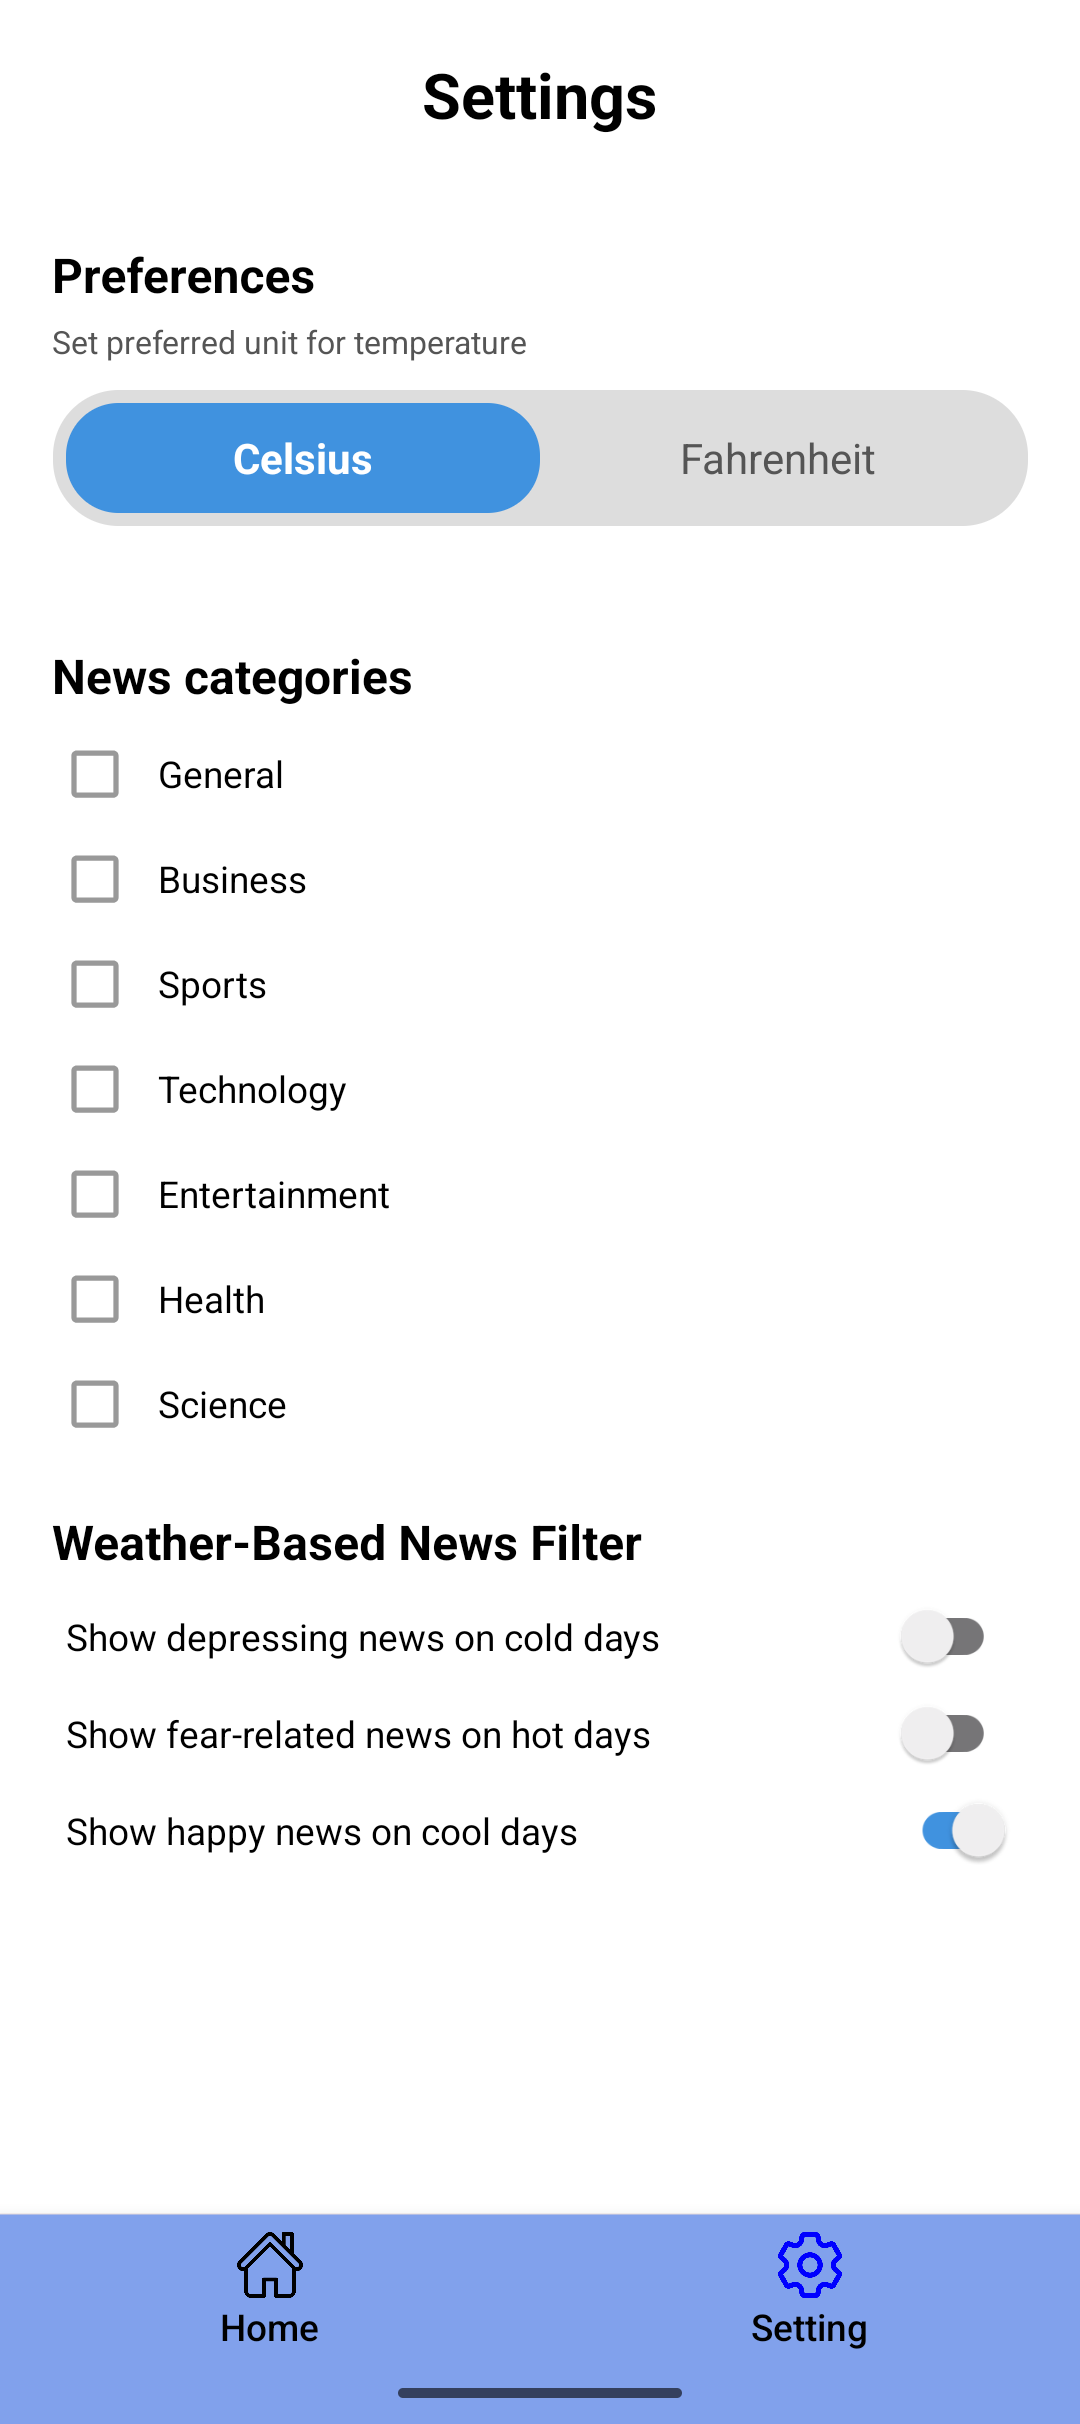 Settings
Preferences
Set preferred unit for temperature
Celsius
Fahrenheit
News categories
General
Business
Sports
Technology
Entertainment
Health
Science
Weather-Based News Filter
Show depressing news on cold days
Show fear-related news on hot days
Show happy news on cool days
Home
Setting